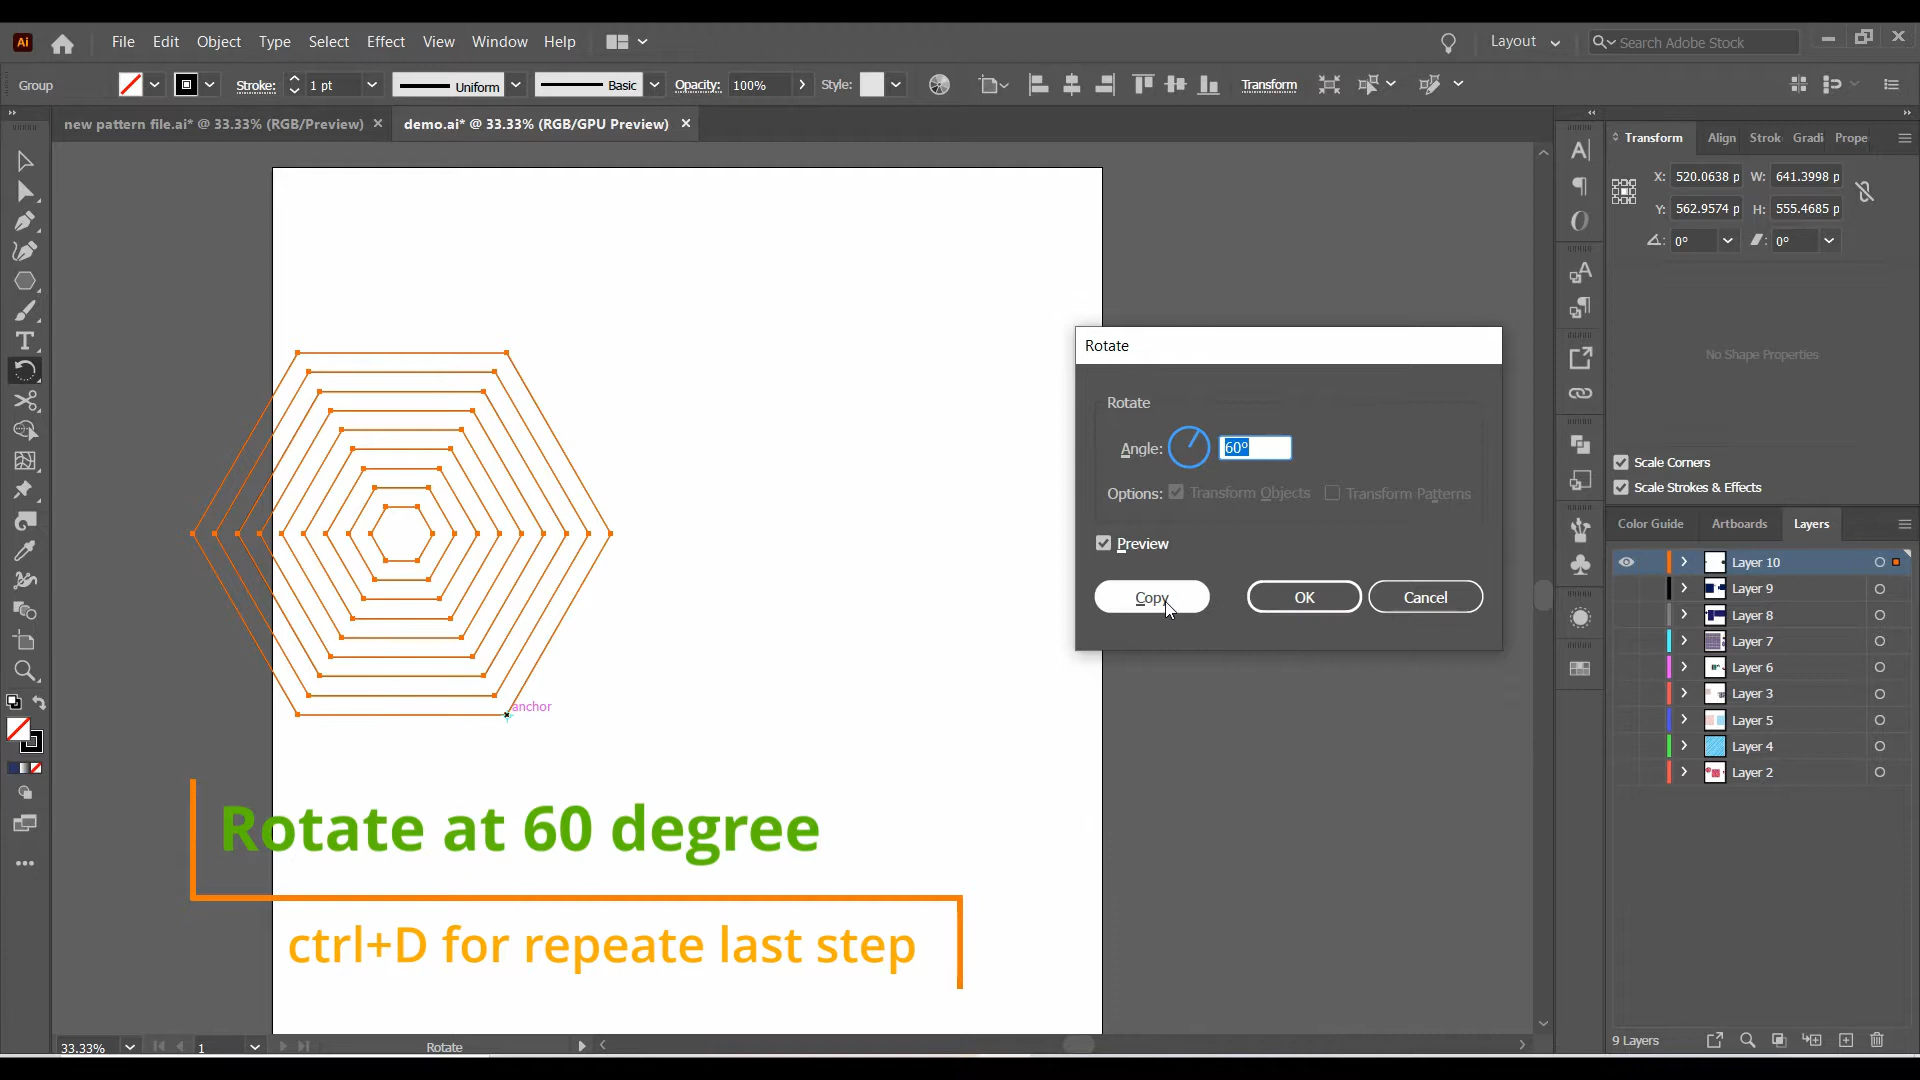 Ai File Edit Object Type Select Effect View Window Help Layout Search Adobe Stock
Group Stroke: 1 pt Uniform Basic Opacity: 100% Style: Transform
new pattern file.ai* @ 33.33% (RGB/Preview) demo.ai* @ 33.33% (RGB/GPU Preview)
Transform Align Strok Gradi Prope
X: 520.0638 p W: 641.3998 p
Y: 562.9574 p H: 555.4685 p
0° 0°
No Shape Properties
Scale Corners
Scale Strokes & Effects
Color Guide Artboards Layers
Layer 10
Layer 9
Layer 8
Layer 7
Layer 6
Layer 3
Layer 5
Layer 4
Layer 2
9 Layers
Rotate
Rotate
Angle: 60°
Options: Transform Objects Transform Patterns
Preview
Copy OK Cancel
anchor
Rotate at 60 degree
ctrl+D for repeate last step
33.33% 1 Rotate